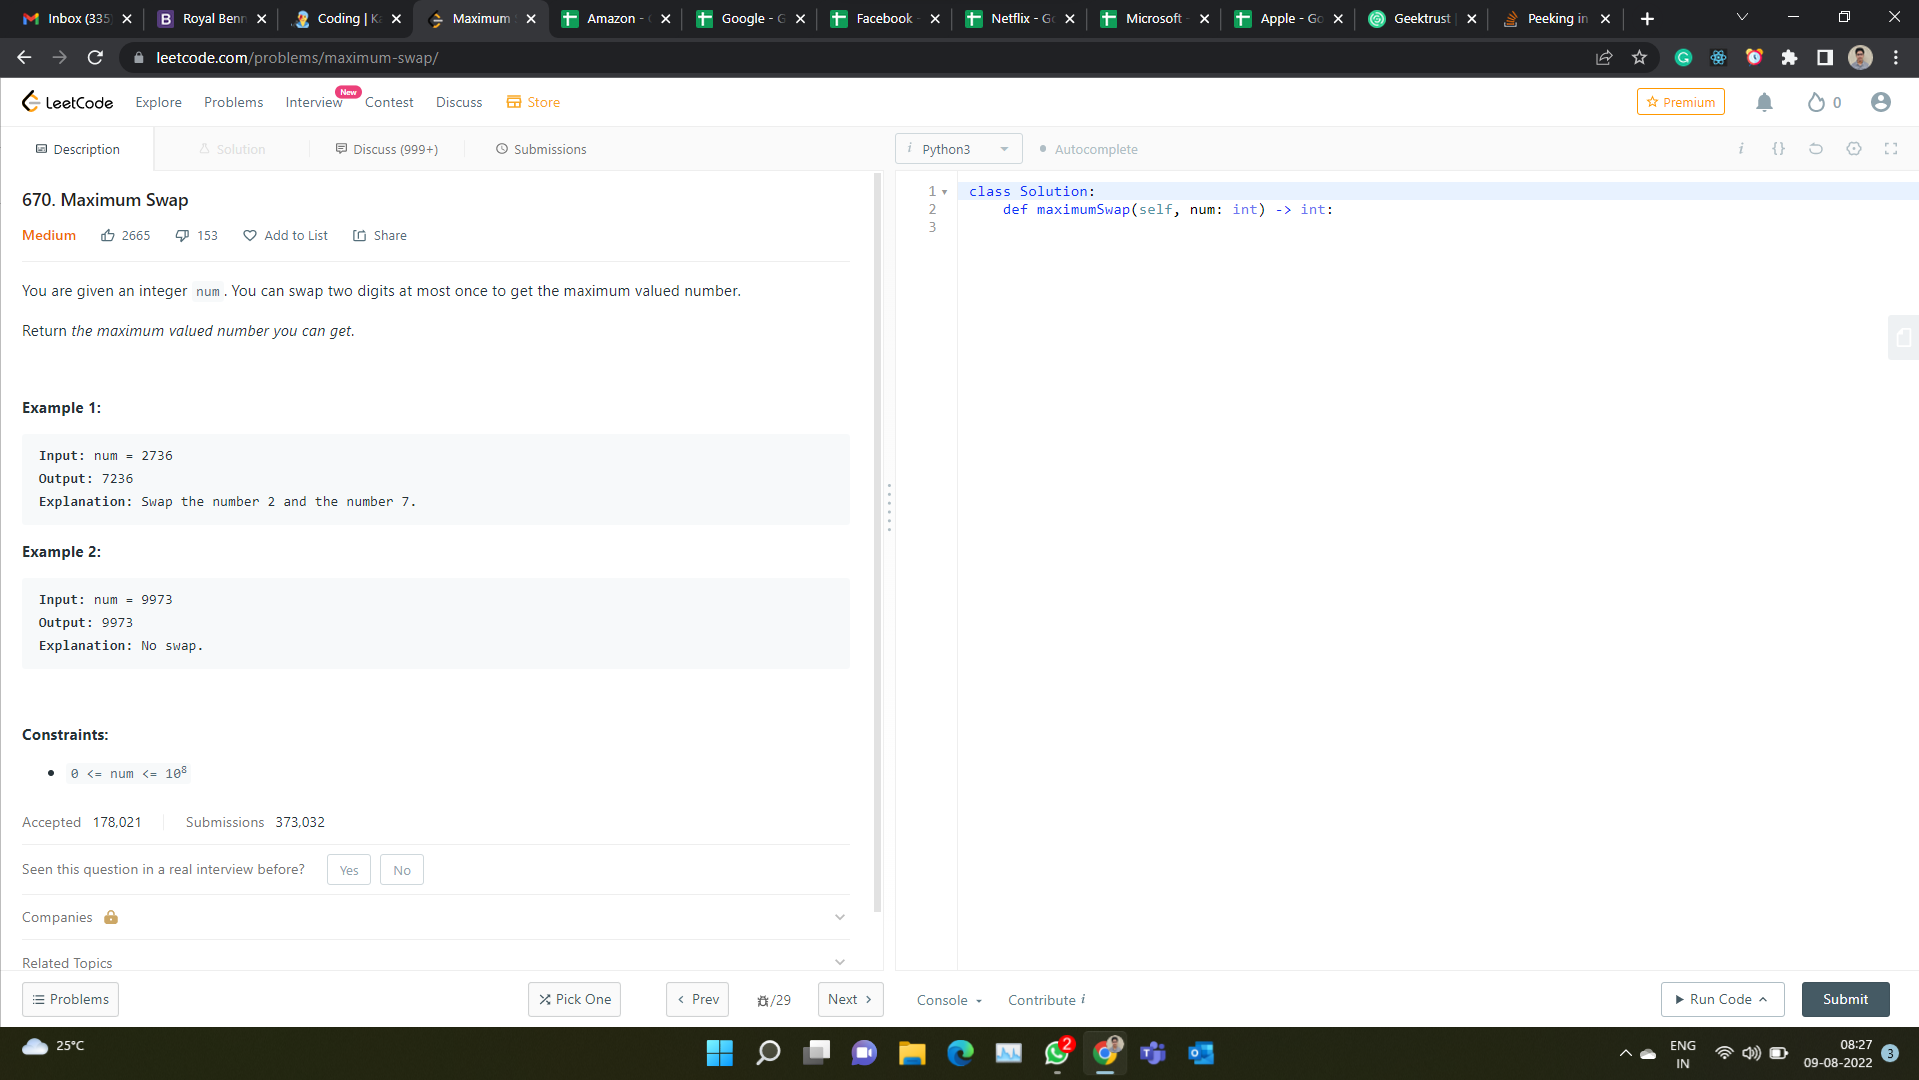 Inbox (335
Royal Benn
Coding | Ka
Maximum S
Amazon - G
Google - G
Facebook -
Netflix - Go
Microsoft -
Apple - Go
Geektrust
Peeking in
leetcode.com/problems/maximum-swap/
LeetCode
Explore
Problems
Interview
New
Contest
Discuss
Store
Premium
0
Description
Solution
Discuss (999+)
Submissions
i Python3
Autocomplete
i
{}
670. Maximum Swap
Medium
2665
153
Add to List
Share
You are given an integer num. You can swap two digits at most once to get the maximum valued number.
Return the maximum valued number you can get.
Example 1:
Input: num = 2736
Output: 7236
Explanation: Swap the number 2 and the number 7.
Example 2:
Input: num = 9973
Output: 9973
Explanation: No swap.
Constraints:
0 <= num <= 10⁸
Accepted 178,021
Submissions 373,032
Seen this question in a real interview before?
Yes
No
Companies
Related Topics
1 class Solution:
2 def maximumSwap(self, num: int) -> int:
3
Problems
Pick One
Prev
/29
Next
Console
Contribute i
Run Code
Submit
25°C
2
ENG
IN
08:27
09-08-2022
3